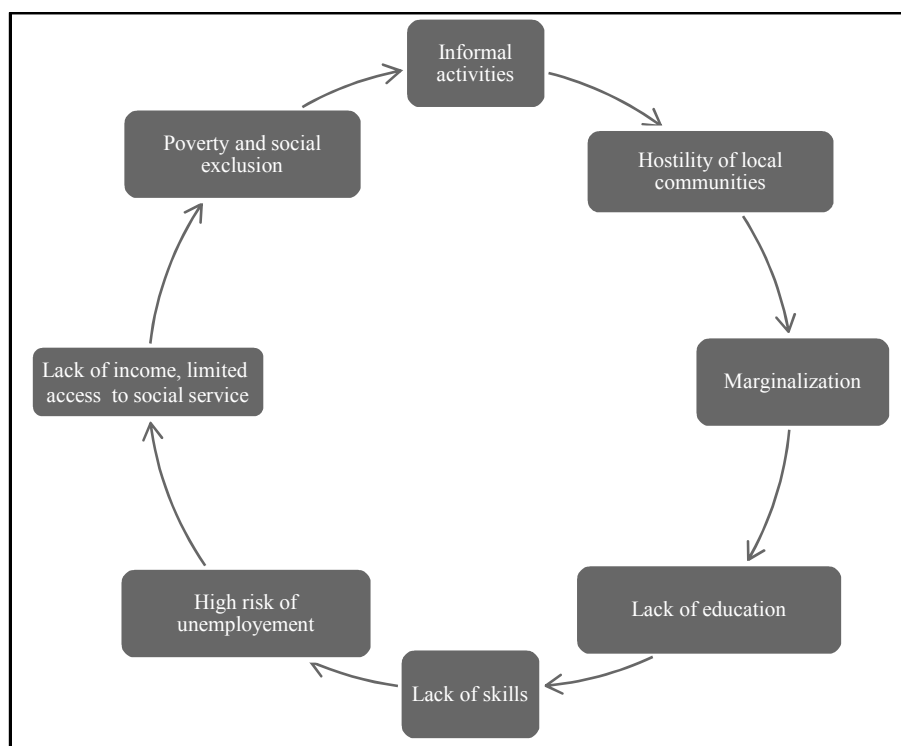 Informal
activities
Hostility of local
communities
Marginalization
Lack of education
Lack of skills
High risk of
unemployement
Lack of income, limited
access to social service
Poverty and social
exclusion